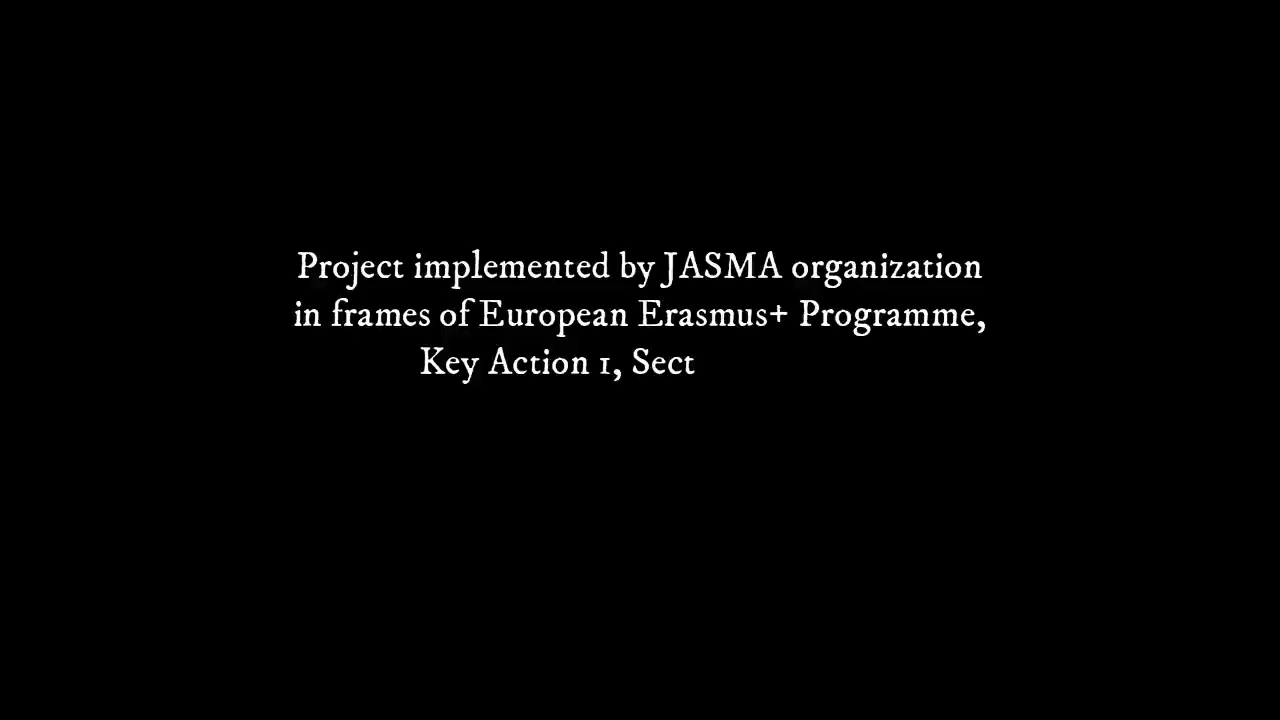 Project implemented by JASMA organization
in frames of European Erasmus+ Programme,
Key Action 1, Sect